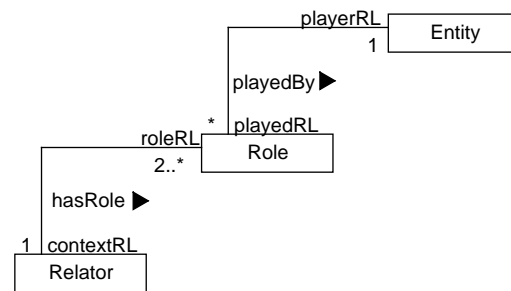 playerRL
Entity
1
playedBy
*
playedRL
roleRL
Role
2..*
hasRole
1
contextRL
Relator